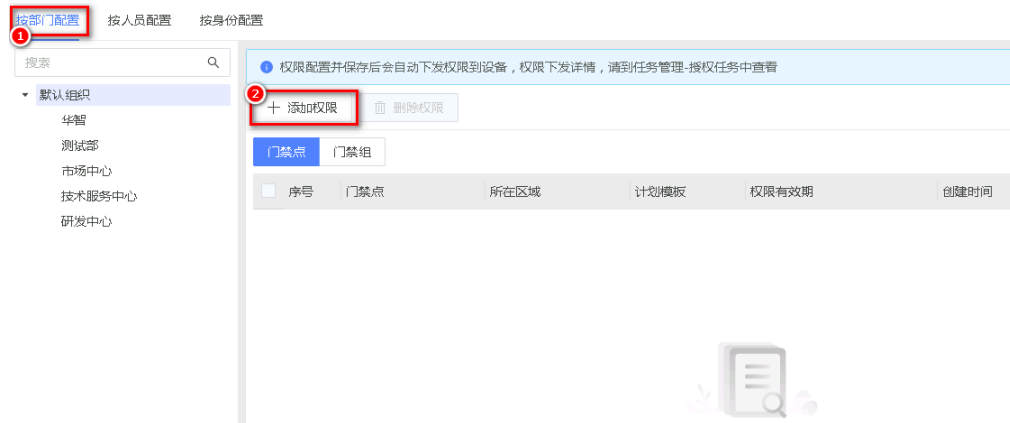 按部门配置 按人员配置 按身份配置
1
搜索
权限配置并保存后会自动下发权限到设备，权限下发详情，请到任务管理-授权任务中查看
默认组织
2
添加权限 删除权限
华智
测试部
门禁点 门禁组
市场中心
序号 门禁点 所在区域 计划模板 权限有效期 创建时间
技术服务中心
研发中心